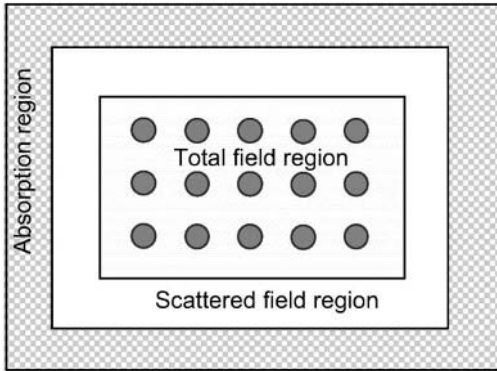 Absorption region
Total field region
Scattered field region